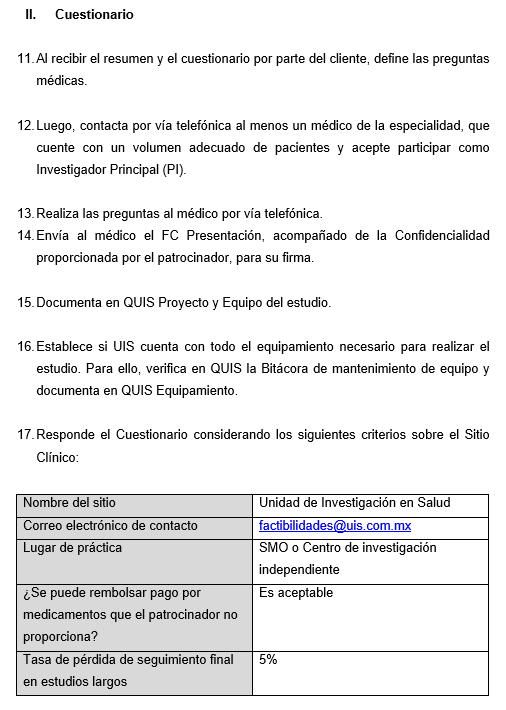 II. Cuestionario
11. Al recibir el resumen y el cuestionario por parte del cliente, define las preguntas
médicas.
12. Luego, contacta por vía telefónica al menos un médico de la especialidad, que
cuente con un volumen adecuado de pacientes y acepte participar como
Investigador Principal (PI).
13. Realiza las preguntas al médico por vía telefónica.
14. Envía al médico el FC Presentación, acompañado de la Confidencialidad
proporcionada por el patrocinador, para su firma.
15. Documenta en QUIS Proyecto y Equipo del estudio.
16. Establece si UIS cuenta con todo el equipamiento necesario para realizar el
estudio. Para ello, verifica en QUIS la Bitácora de mantenimiento de equipo y
documenta en QUIS Equipamiento.
17. Responde el Cuestionario considerando los siguientes criterios sobre el Sitio
Clínico:
Nombre del sitio Unidad de Investigación en Salud
Correo electrónico de contacto factibilidades@uis.com.mx
Lugar de práctica SMO o Centro de investigación
independiente
¿Se puede rembolsar pago por Es aceptable
medicamentos que el patrocinador no
proporciona?
Tasa de pérdida de seguimiento final 5%
en estudios largos